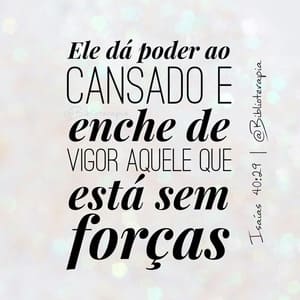 Ele dá poder ao
CANSADO E
enche de
VIGOR AQUELE QUE
está sem
forças
Isaías 40:29 | @Biblioterapia